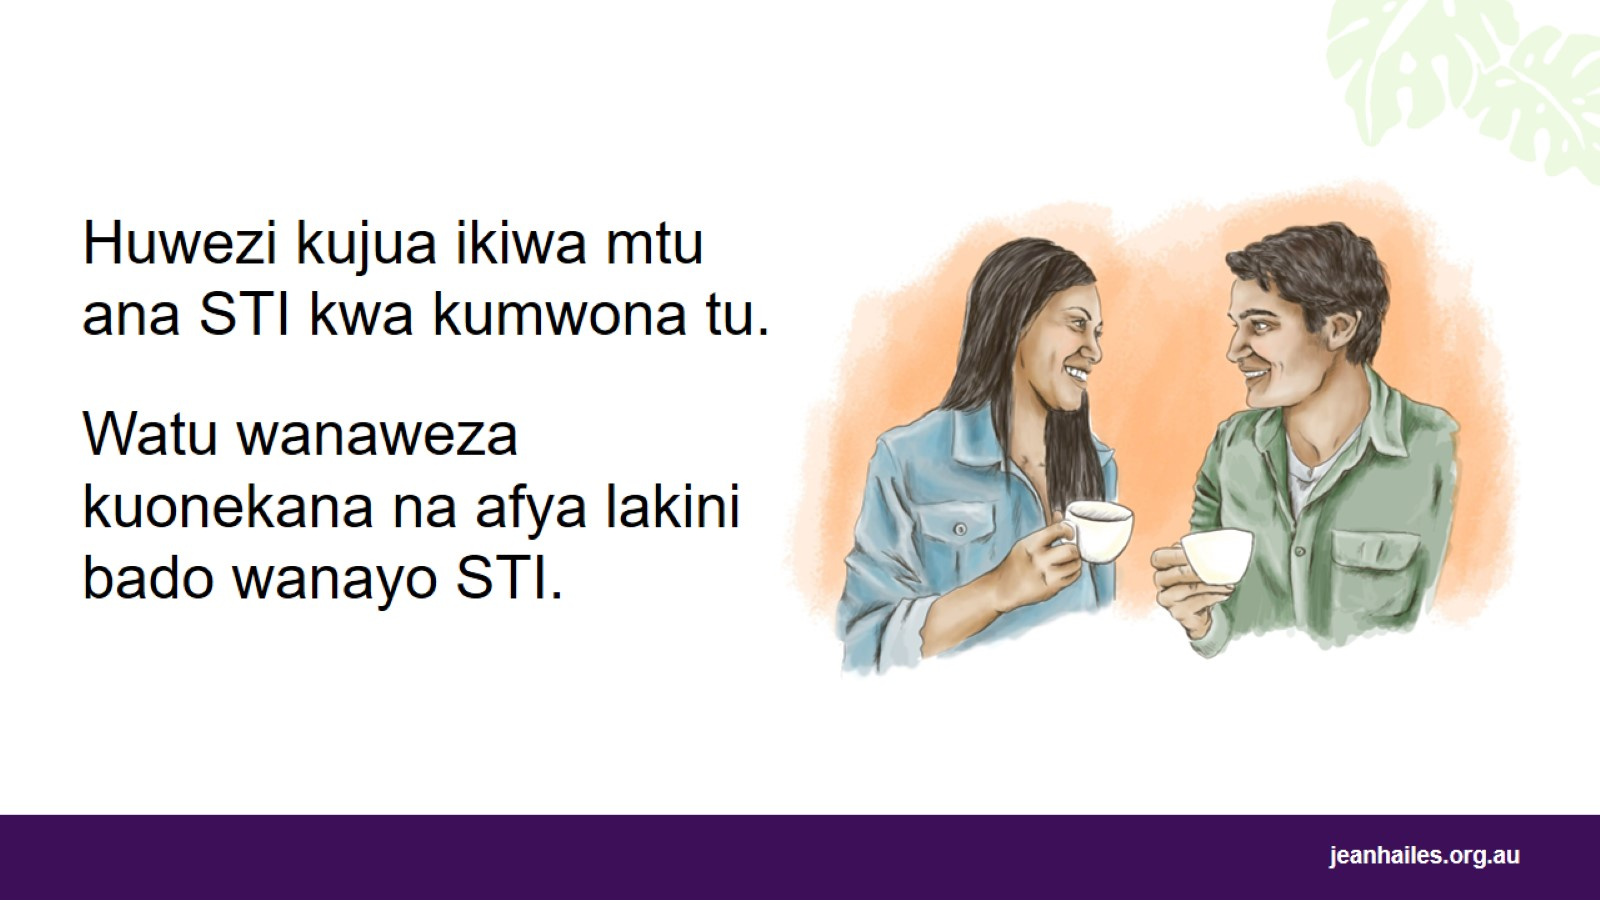 Huwezi kujua ikiwa mtu
ana STI kwa kumwona tu.
Watu wanaweza
kuonekana na afya lakini
bado wanayo STI.
jeanhailes.org.au